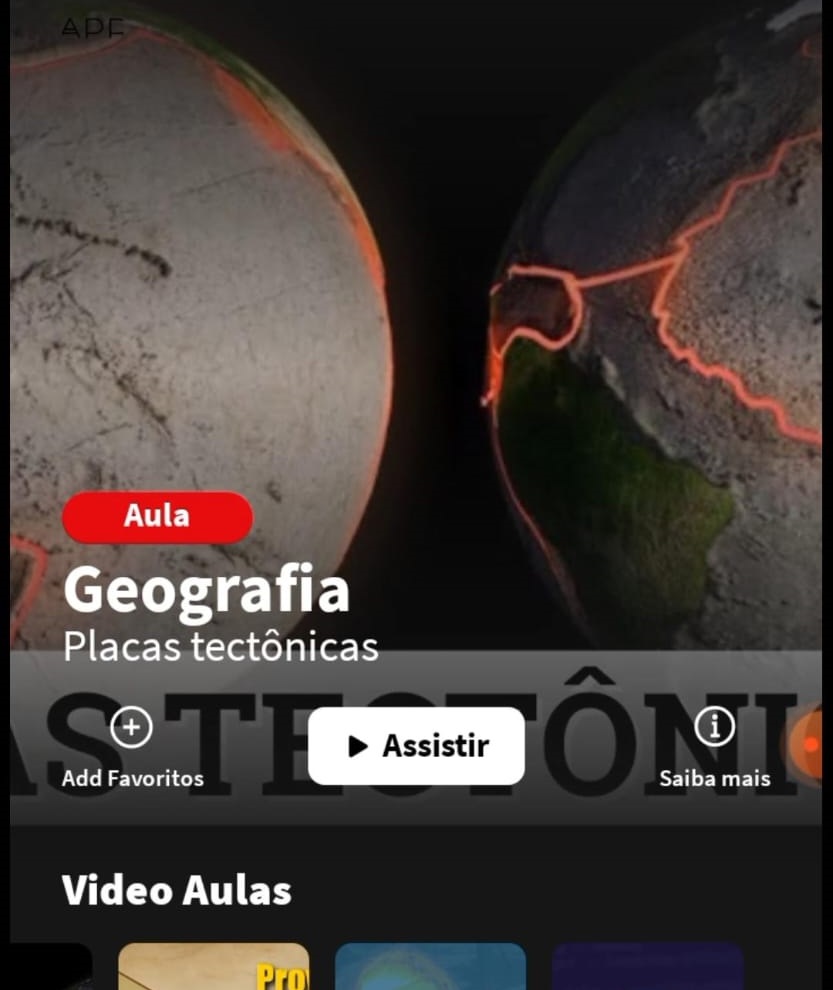 APF
Aula
Geografia
Placas tectônicas
AS TECTÔNI
Add Favoritos
Assistir
Saiba mais
Video Aulas
Pro